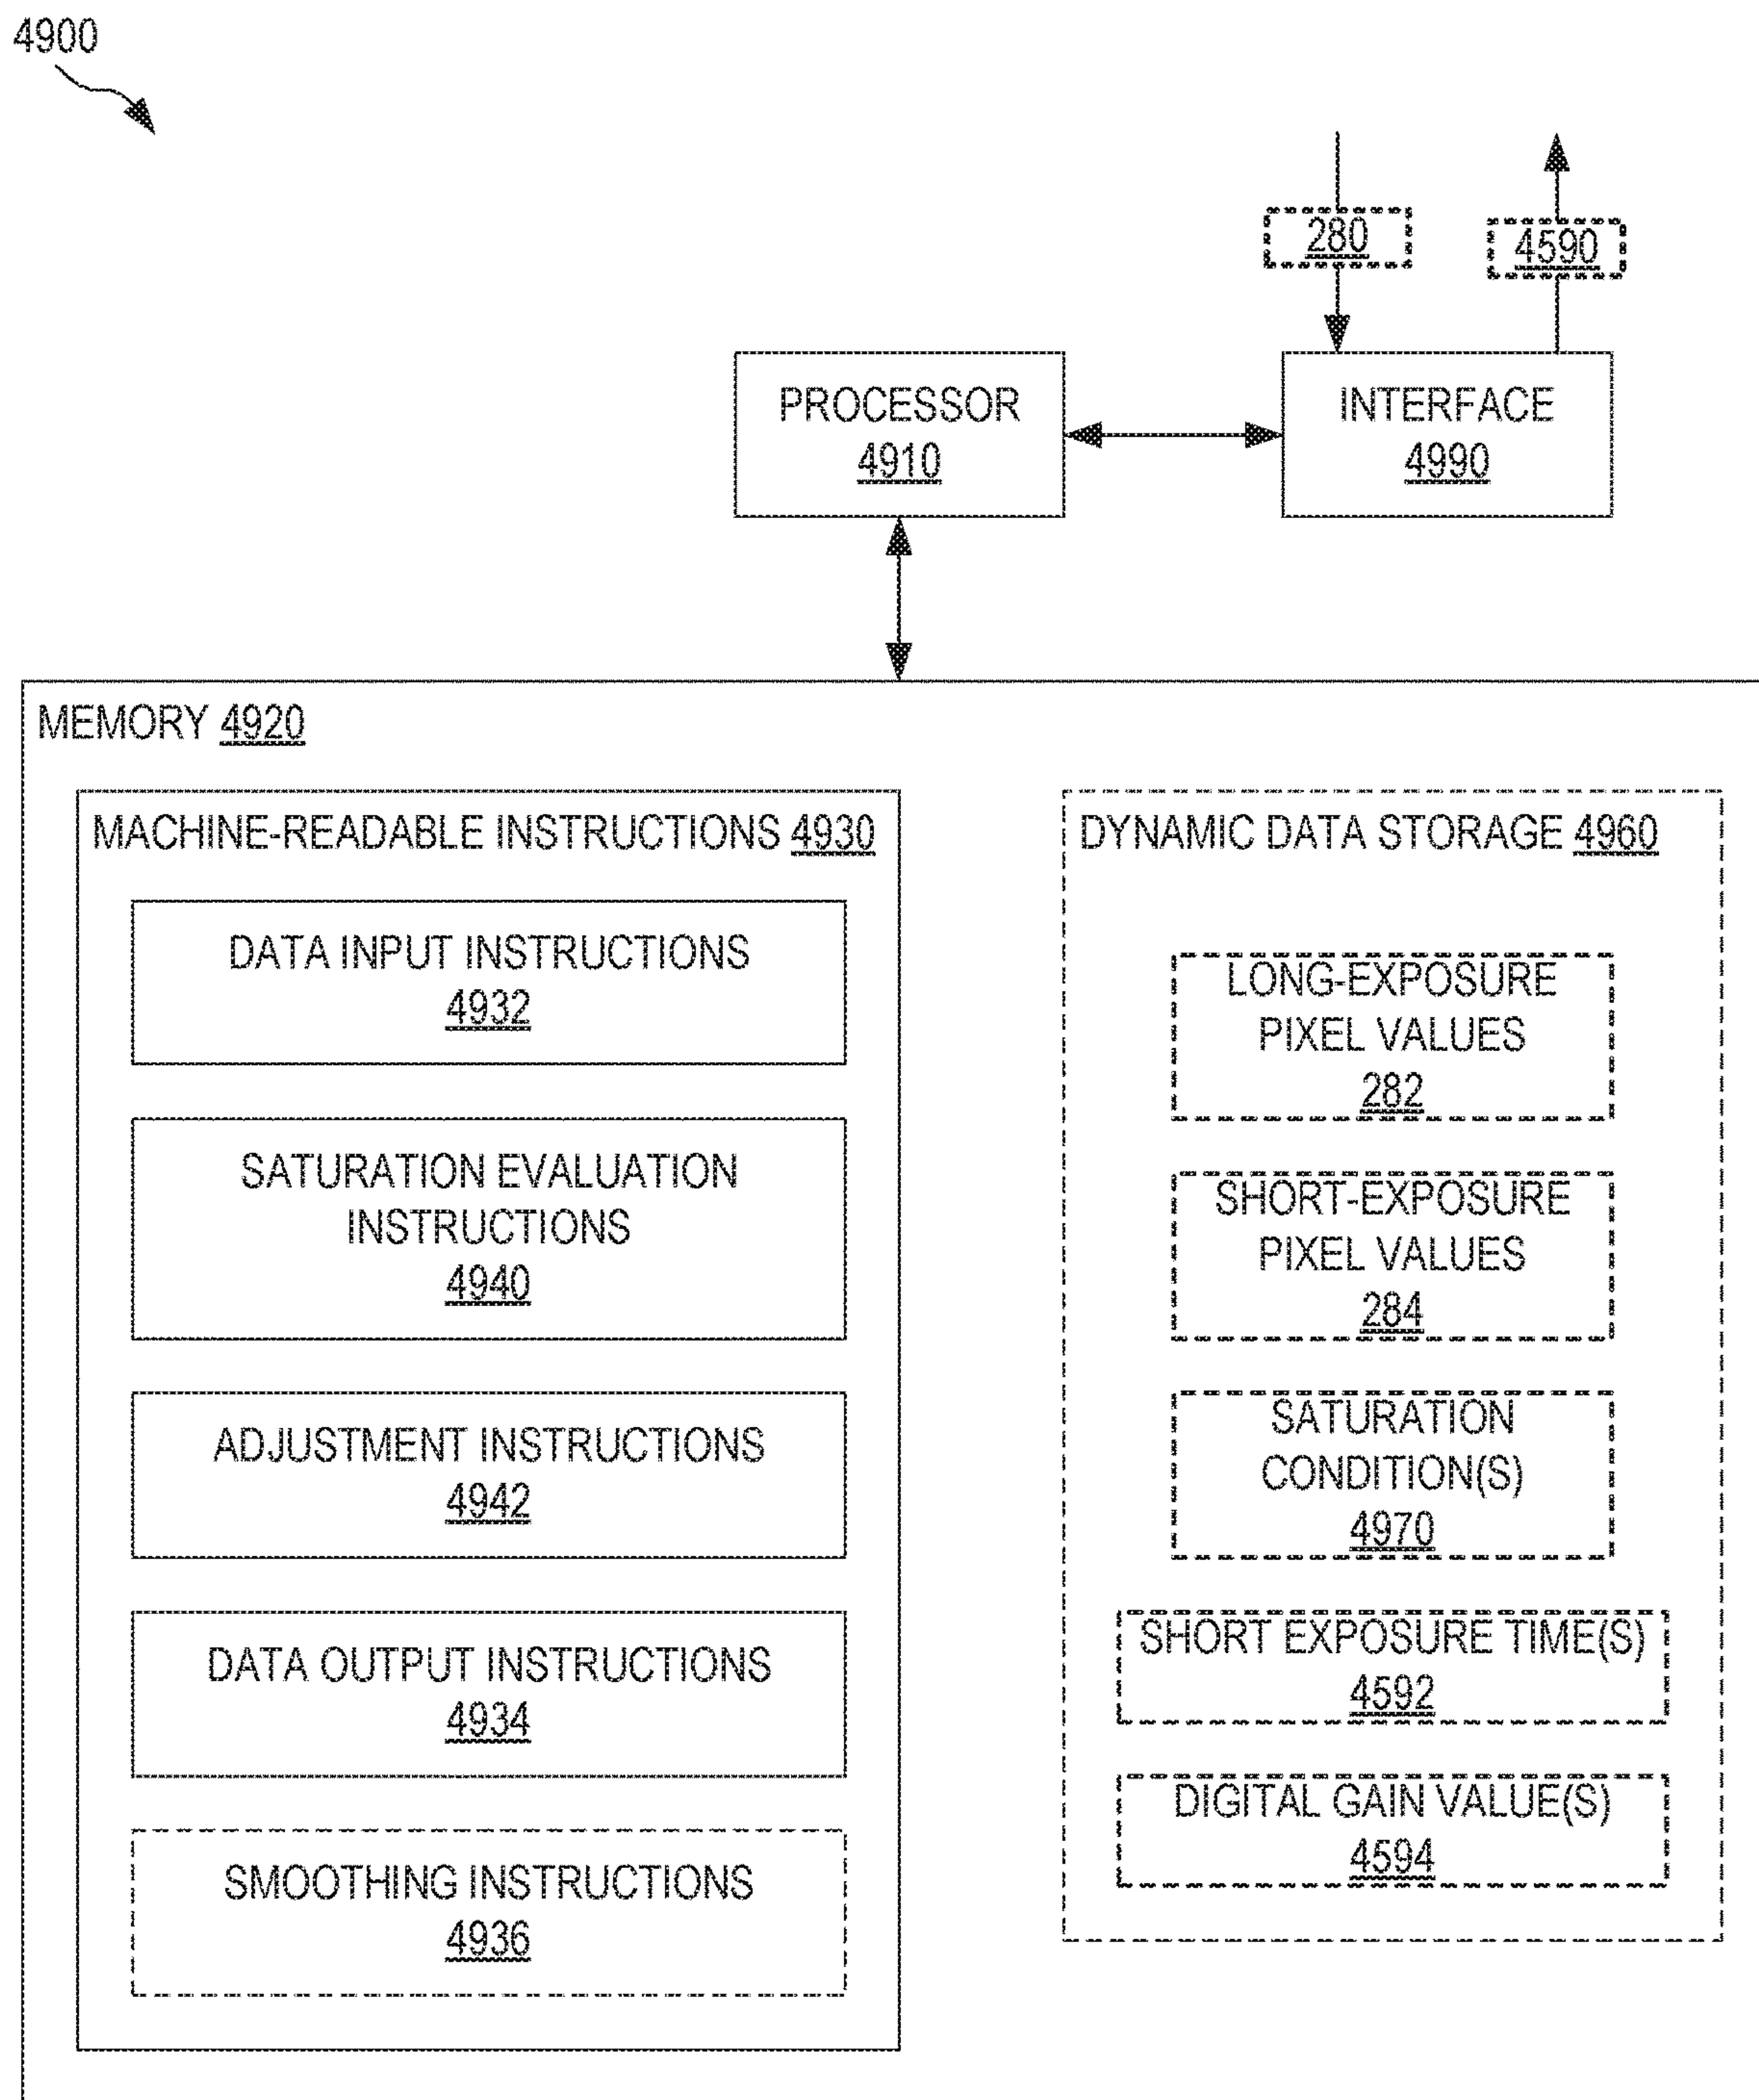 4900
280
4590
PROCESSOR
4910
INTERFACE
4990
MEMORY 4920
MACHINE-READABLE INSTRUCTIONS 4930
DATA INPUT INSTRUCTIONS
4932
SATURATION EVALUATION
INSTRUCTIONS
4940
ADJUSTMENT INSTRUCTIONS
4942
DATA OUTPUT INSTRUCTIONS
4934
SMOOTHING INSTRUCTIONS
4936
DYNAMIC DATA STORAGE 4960
LONG-EXPOSURE
PIXEL VALUES
282
SHORT-EXPOSURE
PIXEL VALUES
284
SATURATION
CONDITION(S)
4970
SHORT EXPOSURE TIME(S)
4592
DIGITAL GAIN VALUE(S)
4594